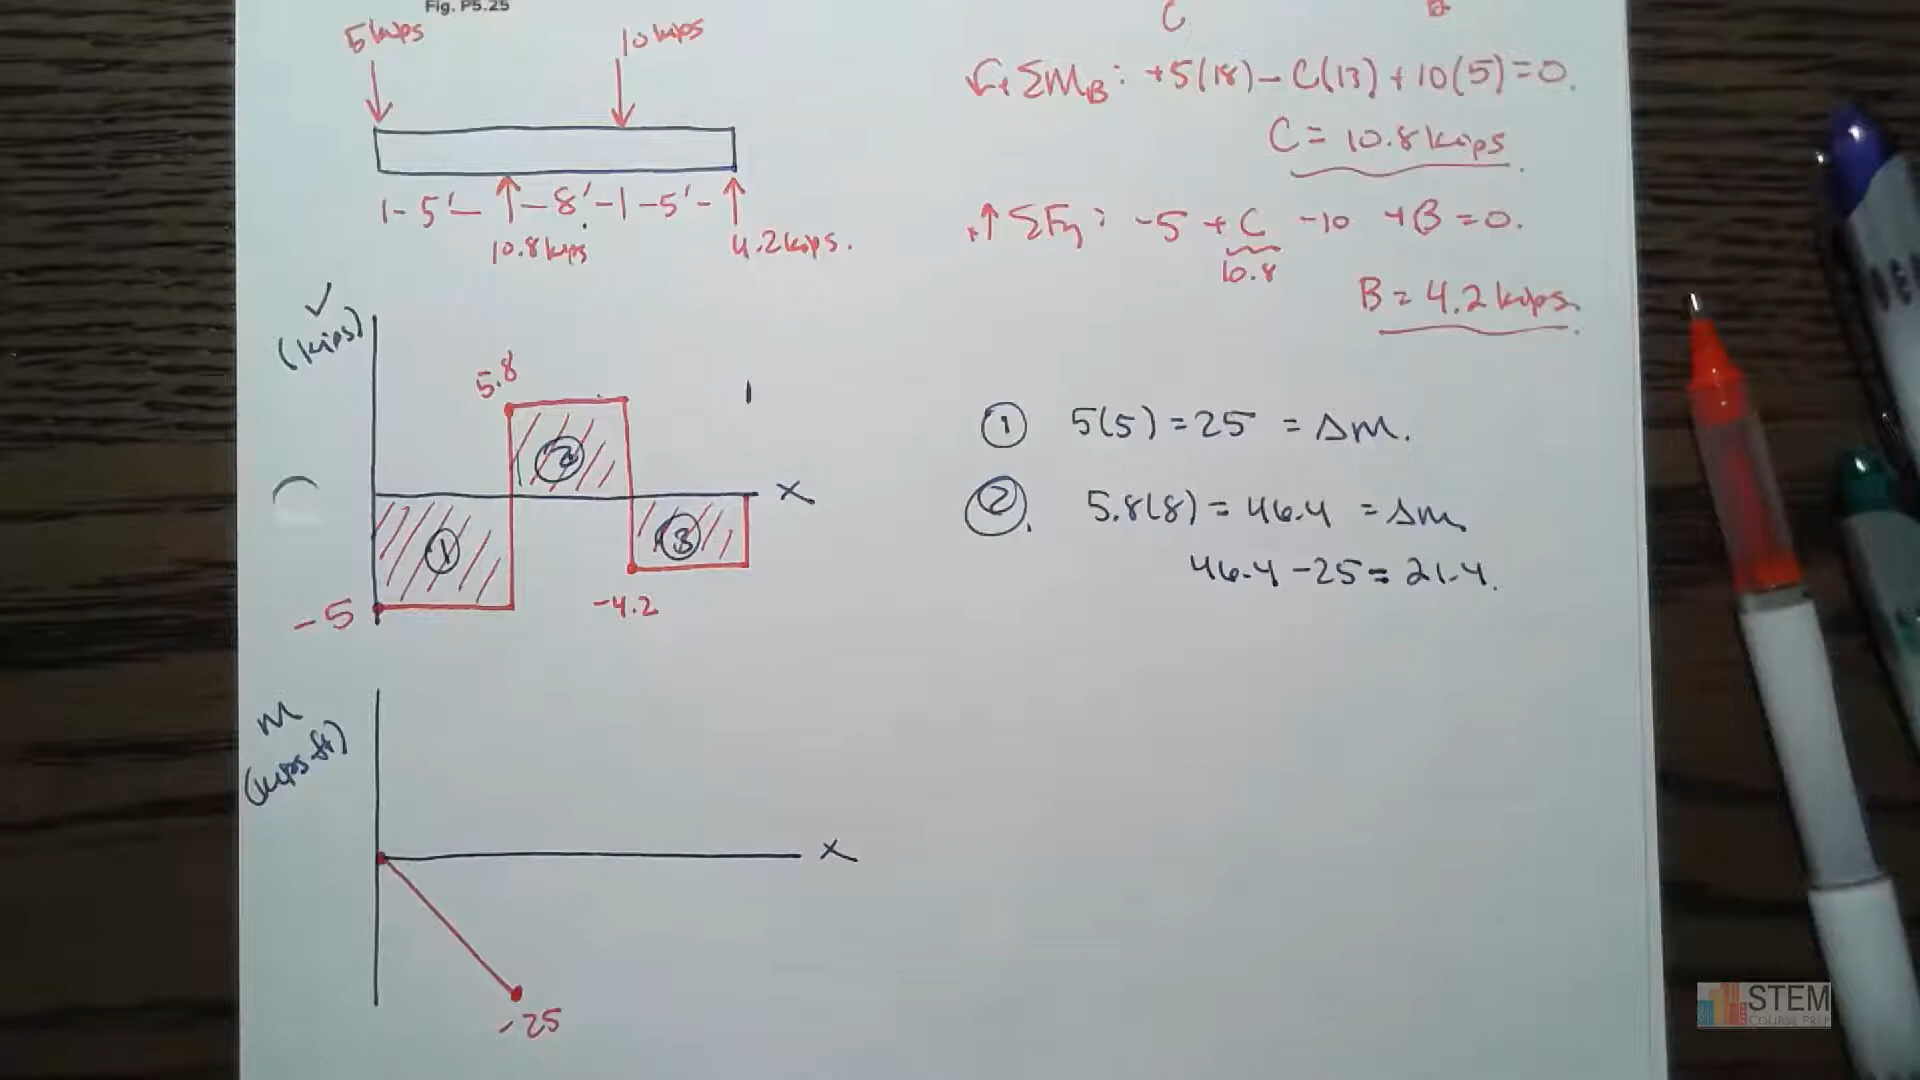 Fig. P5.25
5 kips
10 kips
1-5'-
-8'-1
-5'-
10.8 kips
4.2 kips.
C
B
↶+ ΣMB: +5(18) - C(13) + 10(5) = 0.
C = 10.8 kips
+↑ ΣFy: -5 + C -10 + B = 0.
10.8
B = 4.2 kips.
V
(kips)
5.8
-5
-4.2
1
2
3
x
① 5(5) = 25 = ΔM.
②. 5.8(8) = 46.4 = ΔM
46.4 - 25 = 21.4.
M
(kips·ft)
x
-25
STEM
COURSE PREP